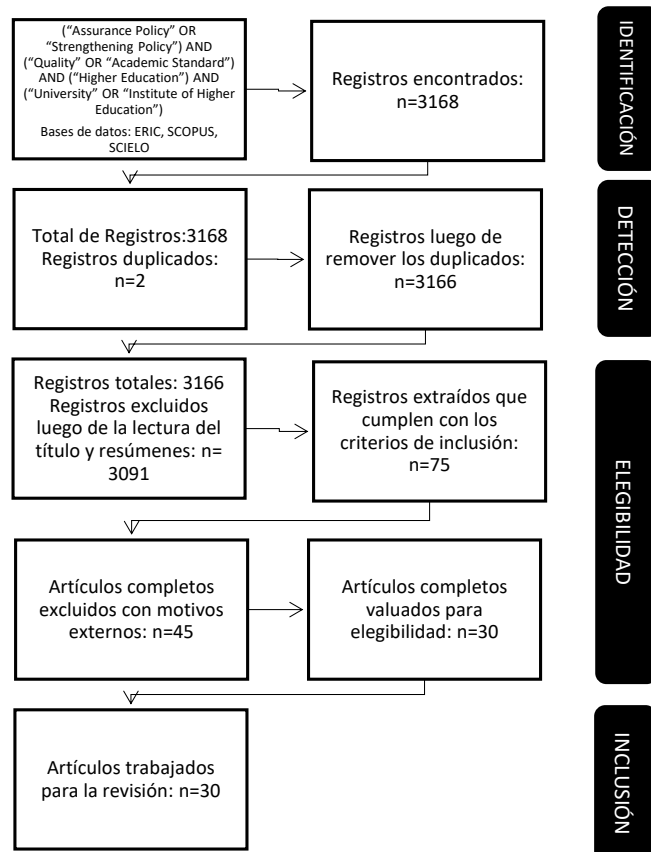 ("Assurance Policy" OR
"Strengthening Policy") AND
("Quality" OR "Academic Standard")
AND ("Higher Education") AND
("University" OR "Institute of Higher
Education")
Bases de datos: ERIC, SCOPUS,
SCIELO
Registros encontrados:
n=3168
IDENTIFICACIÓN
Total de Registros:3168
Registros duplicados:
n=2
Registros luego de
remover los duplicados:
n=3166
DETECCIÓN
Registros totales: 3166
Registros excluidos
luego de la lectura del
título y resúmenes: n=
3091
Registros extraídos que
cumplen con los
criterios de inclusión:
n=75
ELEGIBILIDAD
Artículos completos
excluidos con motivos
externos: n=45
Artículos completos
valuados para
elegibilidad: n=30
Artículos trabajados
para la revisión: n=30
INCLUSIÓN